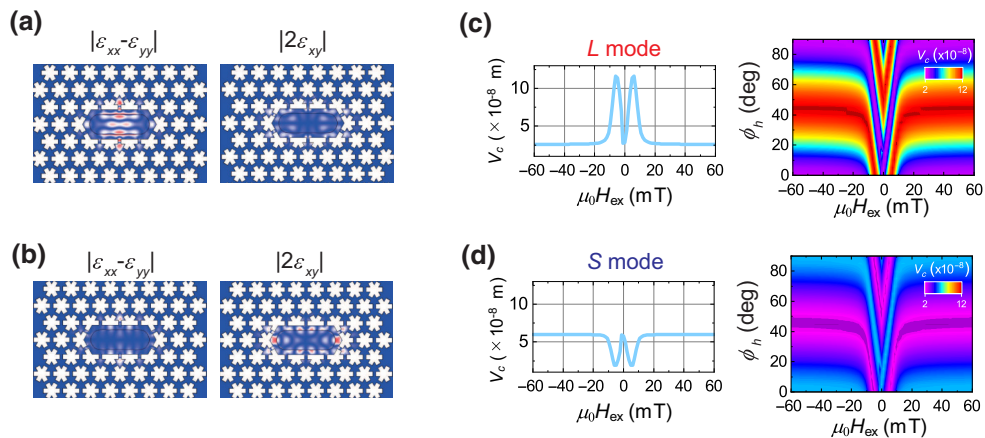 (a)
|εxx-εyy|
|2εxy|
(b)
|εxx-εyy|
|2εxy|
(c)
L mode
Vc (× 10⁻⁸ m)
10
5
−60 −40 −20 0 20 40 60
μ₀Hex (mT)
Vc (x10⁻⁸)
2 12
ϕh (deg)
80
60
40
20
0
-60 -40 -20 0 20 40 60
μ₀Hex (mT)
(d)
S mode
Vc (× 10⁻⁸ m)
10
5
−60 −40 −20 0 20 40 60
μ₀Hex (mT)
Vc (x10⁻⁸)
2 12
ϕh (deg)
80
60
40
20
0
-60 -40 -20 0 20 40 60
μ₀Hex (mT)